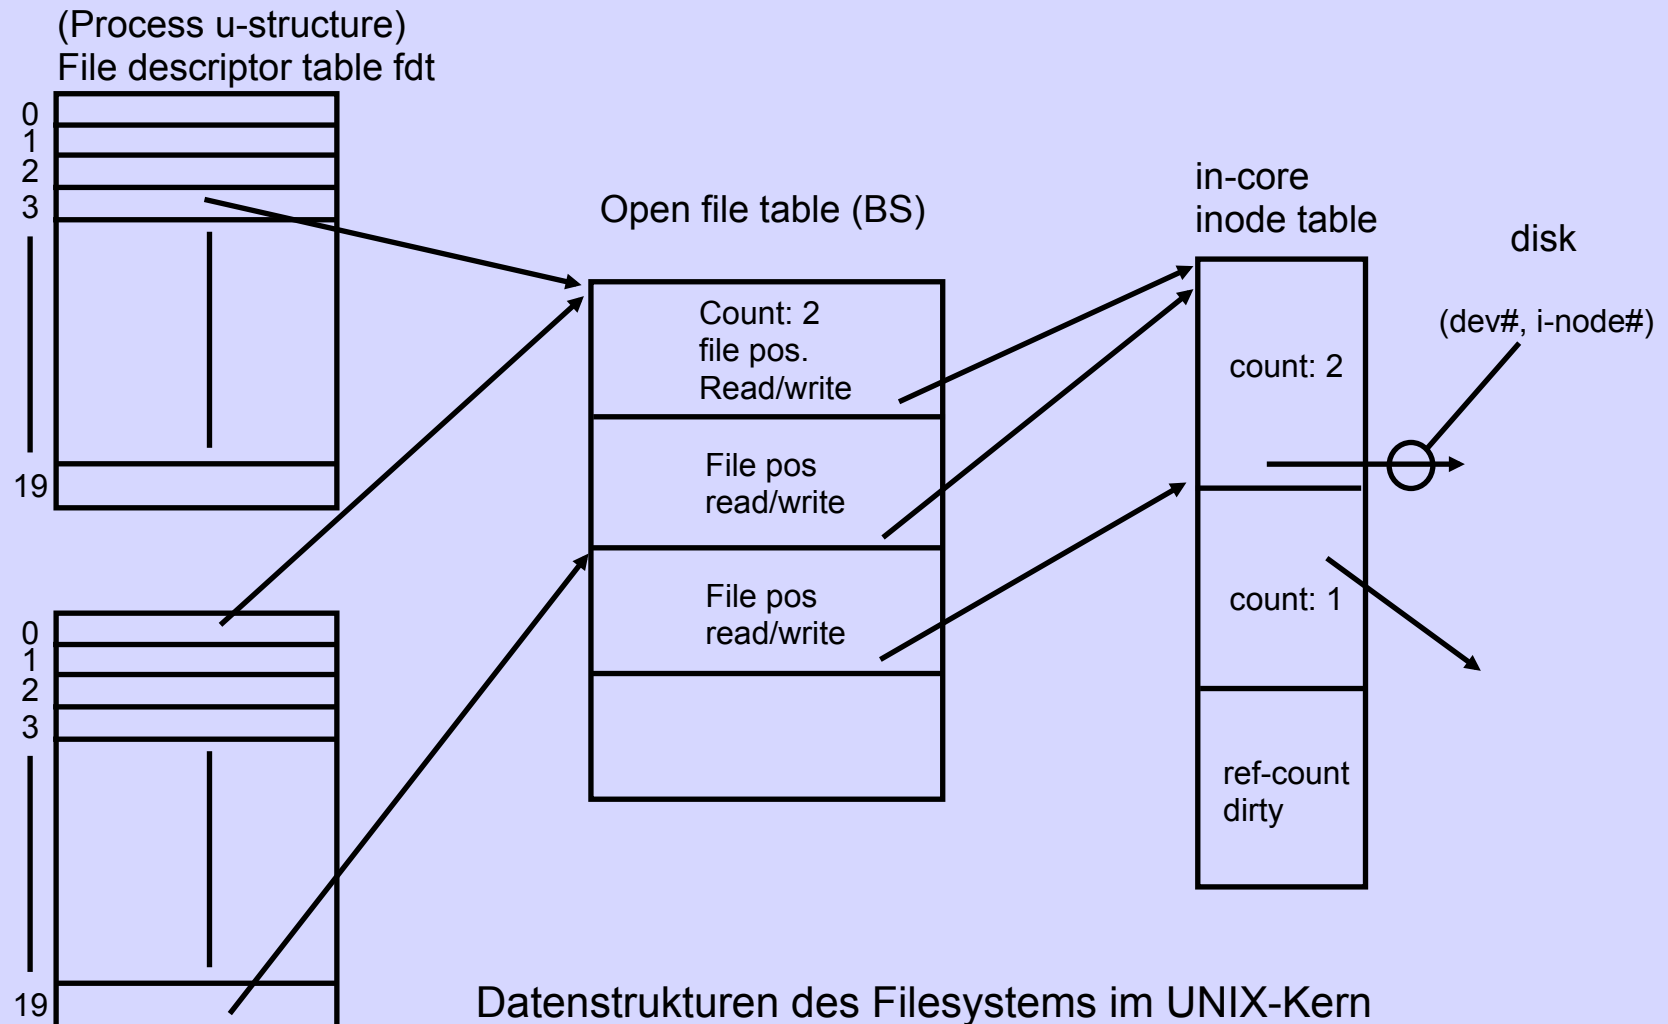 (Process u-structure)
File descriptor table fdt
0
1
2
3
19
0
1
2
3
19
Open file table (BS)
Count: 2
file pos.
Read/write
File pos
read/write
File pos
read/write
in-core
inode table
count: 2
count: 1
ref-count
dirty
disk
(dev#, i-node#)
Datenstrukturen des Filesystems im UNIX-Kern